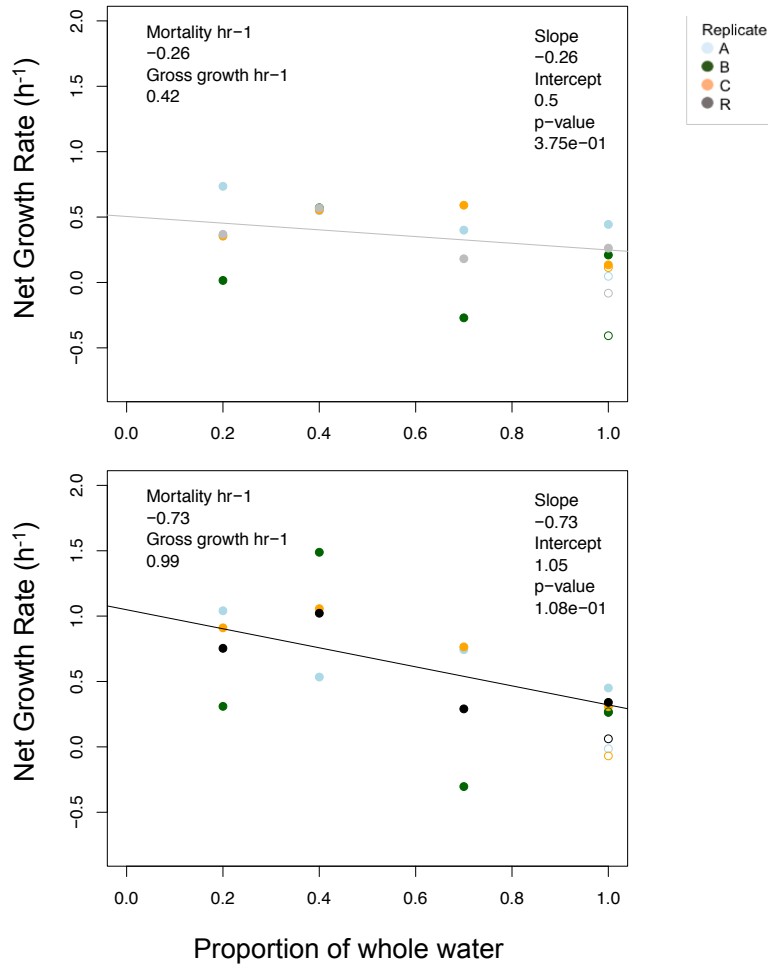 Net Growth Rate (h⁻¹)
2.0
1.5
1.0
0.5
0.0
−0.5
Mortality hr−1
−0.26
Gross growth hr−1
0.42
Slope
−0.26
Intercept
0.5
p−value
3.75e−01
0.0 0.2 0.4 0.6 0.8 1.0
Replicate
A
B
C
R
Net Growth Rate (h⁻¹)
2.0
1.5
1.0
0.5
0.0
−0.5
Mortality hr−1
−0.73
Gross growth hr−1
0.99
Slope
−0.73
Intercept
1.05
p−value
1.08e−01
0.0 0.2 0.4 0.6 0.8 1.0
Proportion of whole water